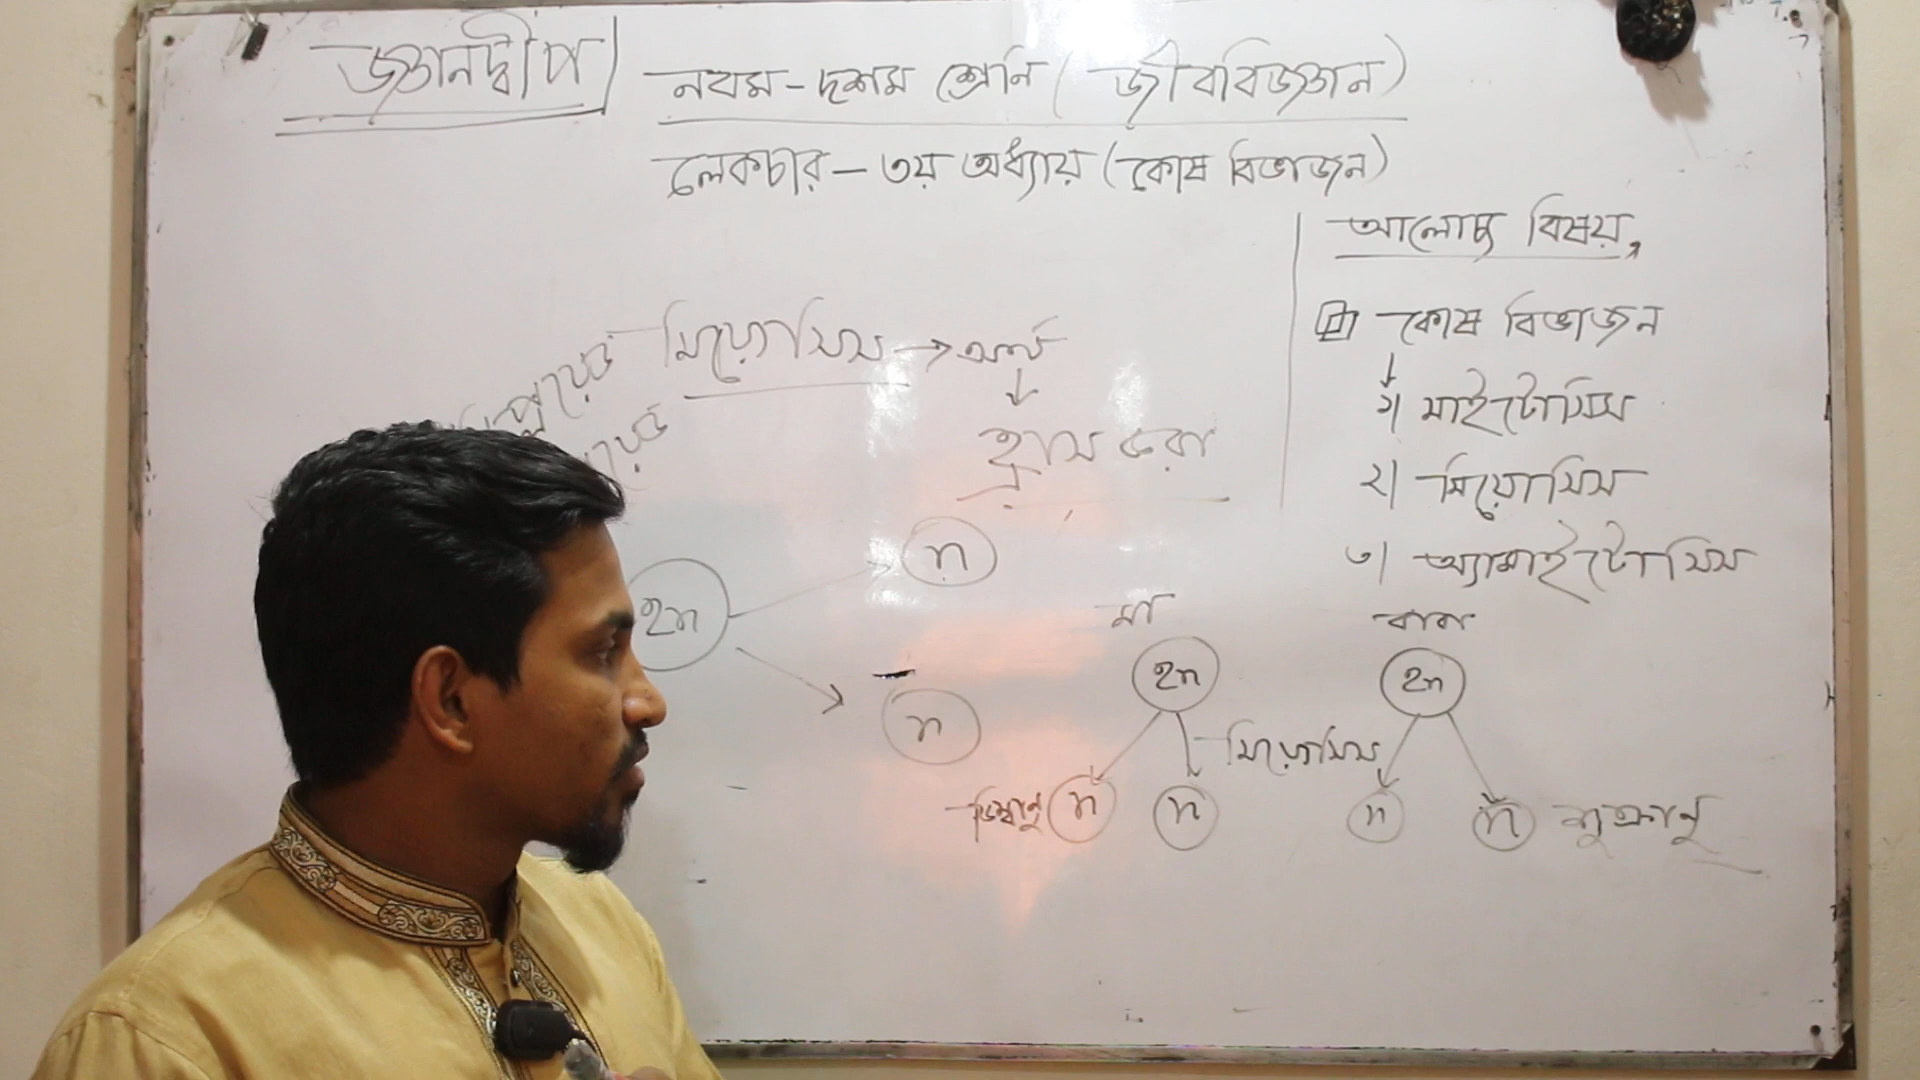 জ্ঞানদ্বীপ
নবম-দশম শ্রেনি (জীববিজ্ঞান)
লেকচার - ৩য় অধ্যায় (কোষ বিভাজন)
আলোচ্য বিষয়,
কোষ বিভাজন
১| মাইটোসিস
২| মিয়োসিস
৩| অ্যামাইটোসিস
মিয়োসিস → অর্থ
হ্রাস করা
2n
n
n
মা
বাবা
2n
2n
মিয়োসিস
ডিম্বানু n
n
n
n শুক্রানু